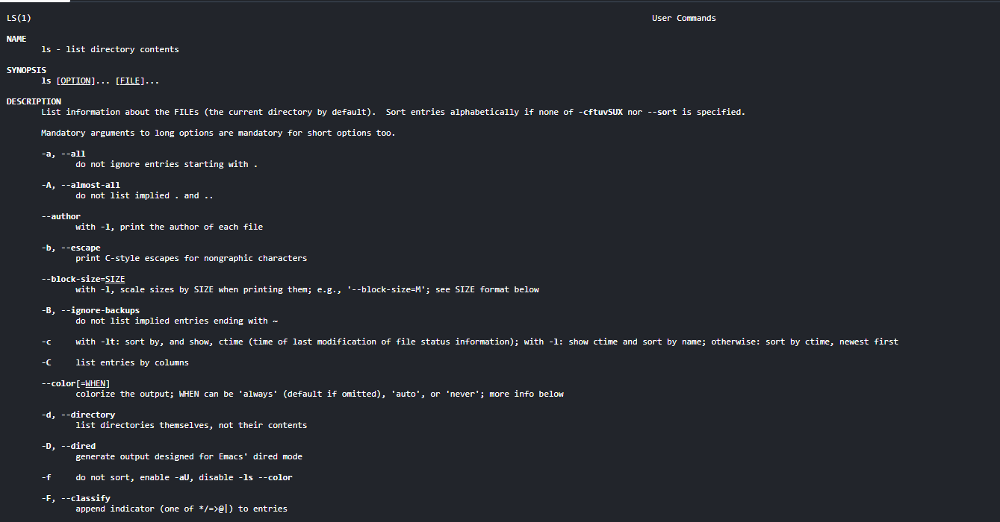 LS(1) User Commands
NAME
ls - list directory contents
SYNOPSIS
ls [OPTION]... [FILE]...
DESCRIPTION
List information about the FILEs (the current directory by default). Sort entries alphabetically if none of -cftuvSUX nor --sort is specified.
Mandatory arguments to long options are mandatory for short options too.
-a, --all
do not ignore entries starting with .
-A, --almost-all
do not list implied . and ..
--author
with -l, print the author of each file
-b, --escape
print C-style escapes for nongraphic characters
--block-size=SIZE
with -l, scale sizes by SIZE when printing them; e.g., '--block-size=M'; see SIZE format below
-B, --ignore-backups
do not list implied entries ending with ~
-c with -lt: sort by, and show, ctime (time of last modification of file status information); with -l: show ctime and sort by name; otherwise: sort by ctime, newest first
-C list entries by columns
--color[=WHEN]
colorize the output; WHEN can be 'always' (default if omitted), 'auto', or 'never'; more info below
-d, --directory
list directories themselves, not their contents
-D, --dired
generate output designed for Emacs' dired mode
-f do not sort, enable -aU, disable -ls --color
-F, --classify
append indicator (one of */=>@|) to entries